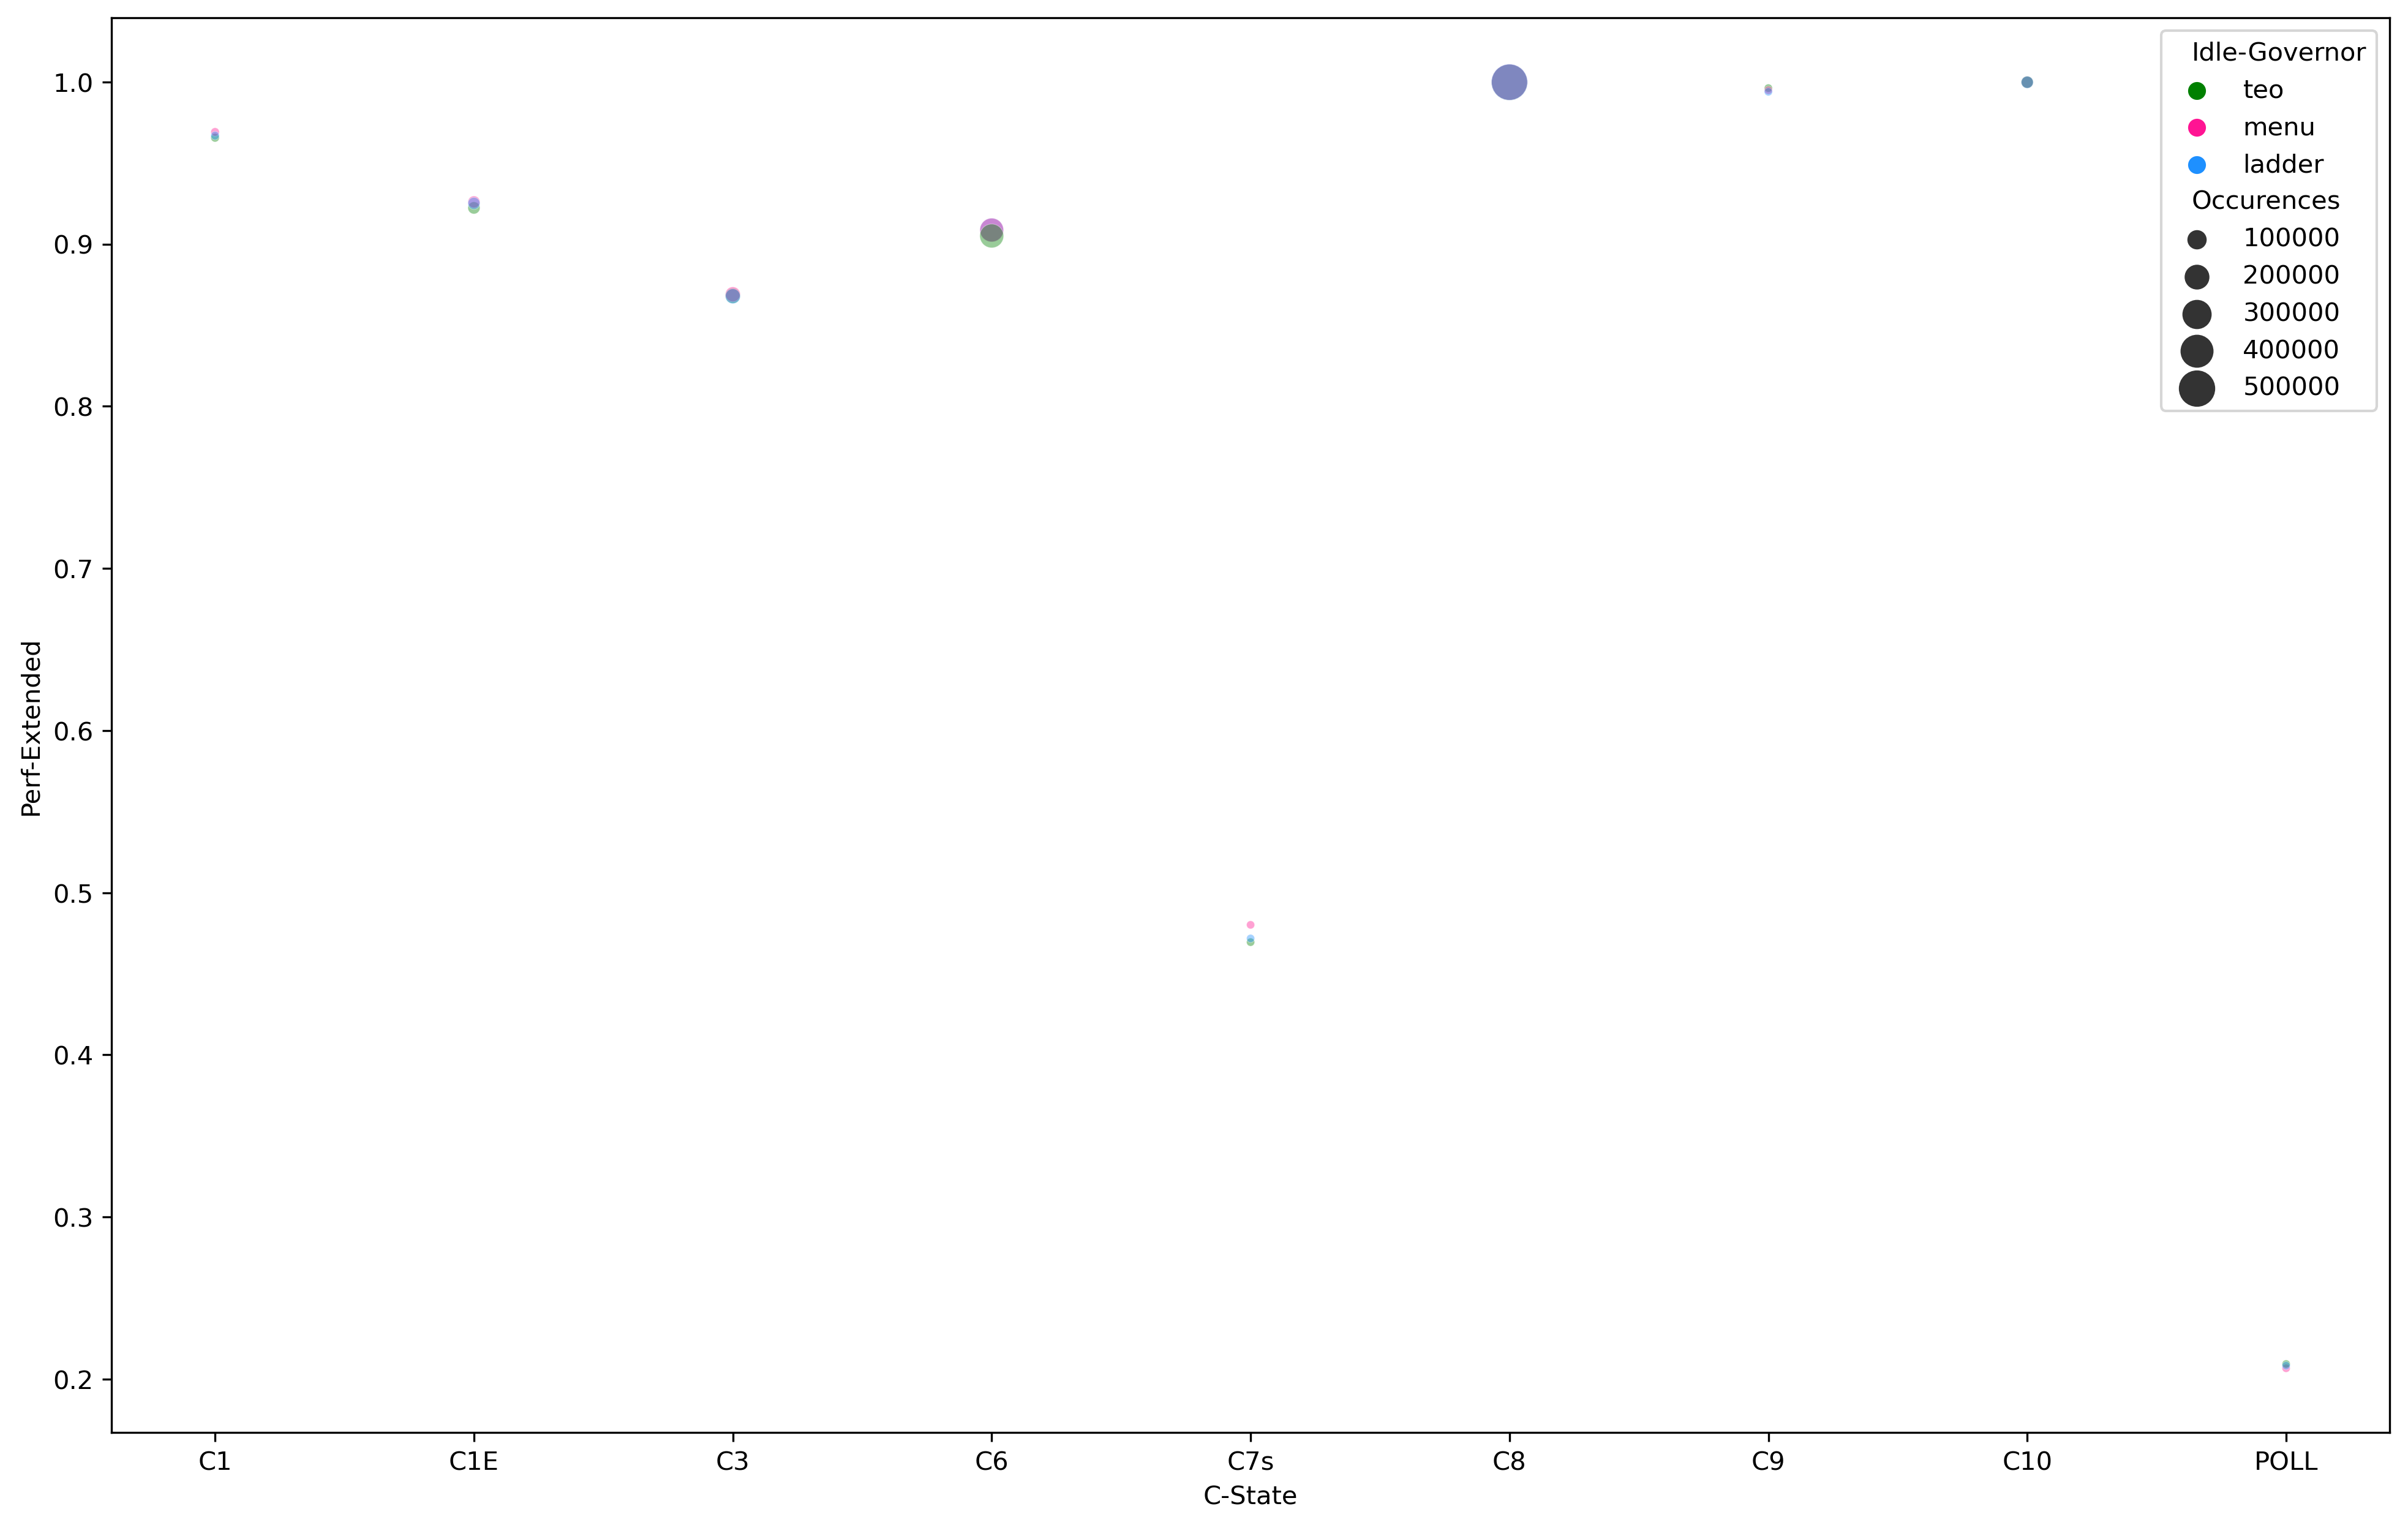 Idle-Governor
teo
menu
ladder
Occurences
100000
200000
300000
400000
500000
1.0
0.9
0.8
0.7
0.6
0.5
0.4
0.3
0.2
Perf-Extended
C1 C1E C3 C6 C7s C8 C9 C10 POLL
C-State